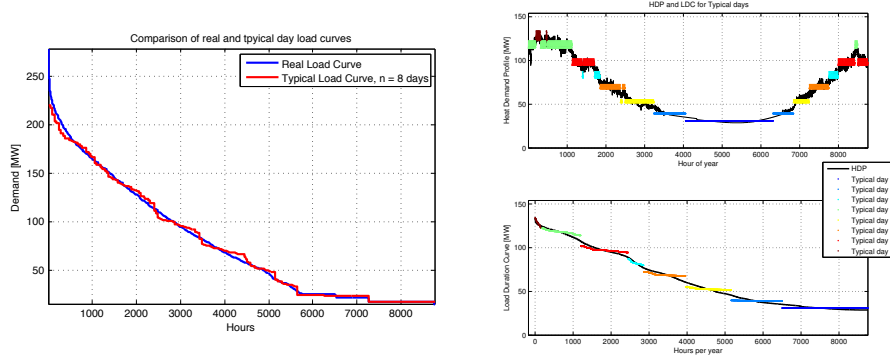 Comparison of real and tpyical day load curves
Real Load Curve
Typical Load Curve, n = 8 days
250
200
150
100
50
Demand [MW]
1000 2000 3000 4000 5000 6000 7000 8000
Hours
HDP and LDC for Typical days
150
100
50
0
Heat Demand Profile [MW]
1000 2000 3000 4000 5000 6000 7000 8000
Hour of year
HDP
Typical day
Typical day
Typical day
Typical day
Typical day
Typical day
Typical day
Typical day
150
100
50
0
Load Duration Curve [MW]
0 1000 2000 3000 4000 5000 6000 7000 8000
Hours per year